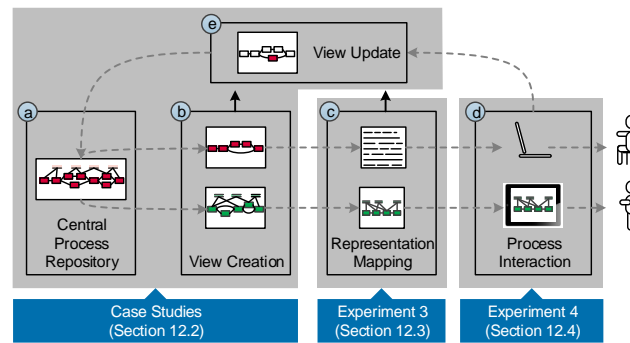 e
View Update
a
b
c
d
Central
Process
Repository
View Creation
Representation
Mapping
Process
Interaction
Case Studies
(Section 12.2)
Experiment 3
(Section 12.3)
Experiment 4
(Section 12.4)